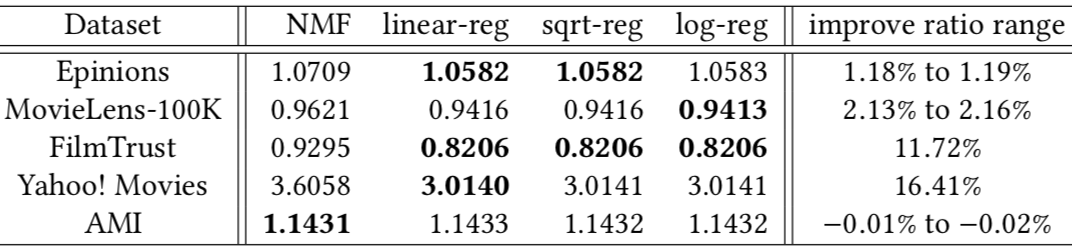 Dataset NMF linear-reg sqrt-reg log-reg improve ratio range
Epinions 1.0709 1.0582 1.0582 1.0583 1.18% to 1.19%
MovieLens-100K 0.9621 0.9416 0.9416 0.9413 2.13% to 2.16%
FilmTrust 0.9295 0.8206 0.8206 0.8206 11.72%
Yahoo! Movies 3.6058 3.0140 3.0141 3.0141 16.41%
AMI 1.1431 1.1433 1.1432 1.1432 −0.01% to −0.02%